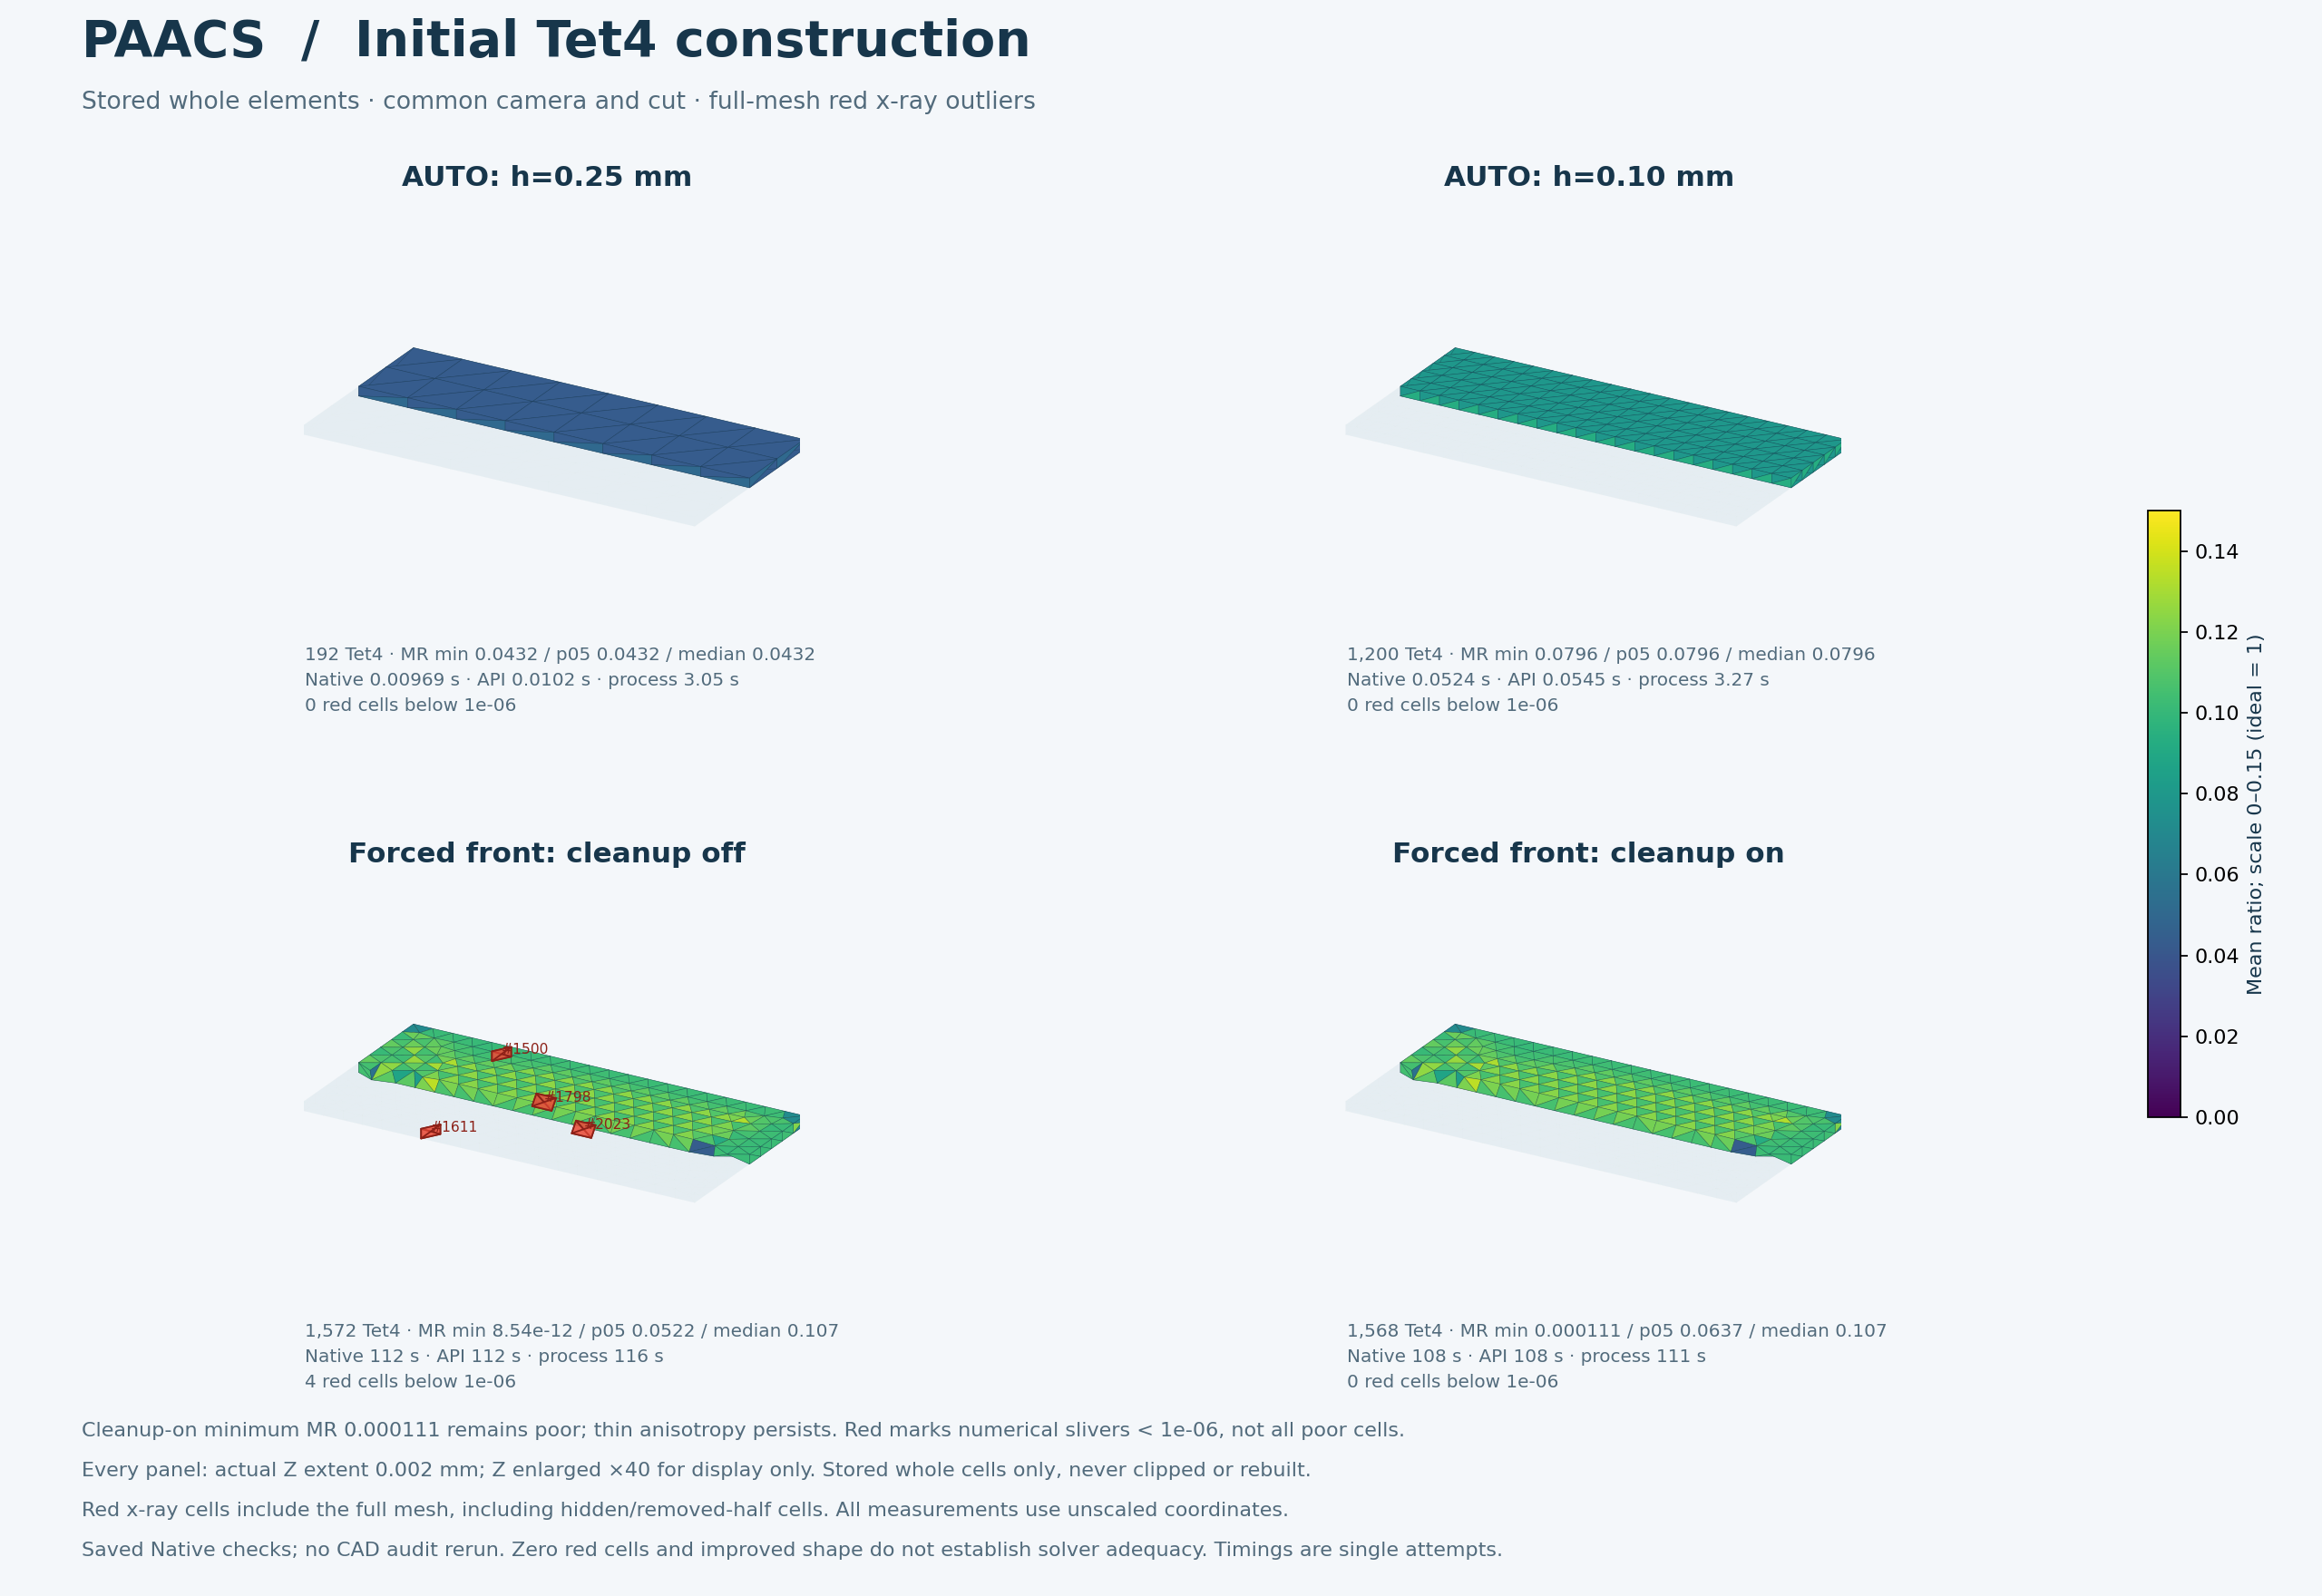 PAACS / Initial Tet4 construction
Stored whole elements · common camera and cut · full-mesh red x-ray outliers
AUTO: h=0.25 mm
AUTO: h=0.10 mm
192 Tet4 · MR min 0.0432 / p05 0.0432 / median 0.0432
Native 0.00969 s · API 0.0102 s · process 3.05 s
0 red cells below 1e-06
1,200 Tet4 · MR min 0.0796 / p05 0.0796 / median 0.0796
Native 0.0524 s · API 0.0545 s · process 3.27 s
0 red cells below 1e-06
0.14
0.12
0.10
0.08
0.06
0.04
0.02
0.00
Mean ratio; scale 0–0.15 (ideal = 1)
Forced front: cleanup off
Forced front: cleanup on
#1500
#1798
#1611
#2023
1,572 Tet4 · MR min 8.54e-12 / p05 0.0522 / median 0.107
Native 112 s · API 112 s · process 116 s
4 red cells below 1e-06
1,568 Tet4 · MR min 0.000111 / p05 0.0637 / median 0.107
Native 108 s · API 108 s · process 111 s
0 red cells below 1e-06
Cleanup-on minimum MR 0.000111 remains poor; thin anisotropy persists. Red marks numerical slivers < 1e-06, not all poor cells.
Every panel: actual Z extent 0.002 mm; Z enlarged ×40 for display only. Stored whole cells only, never clipped or rebuilt.
Red x-ray cells include the full mesh, including hidden/removed-half cells. All measurements use unscaled coordinates.
Saved Native checks; no CAD audit rerun. Zero red cells and improved shape do not establish solver adequacy. Timings are single attempts.